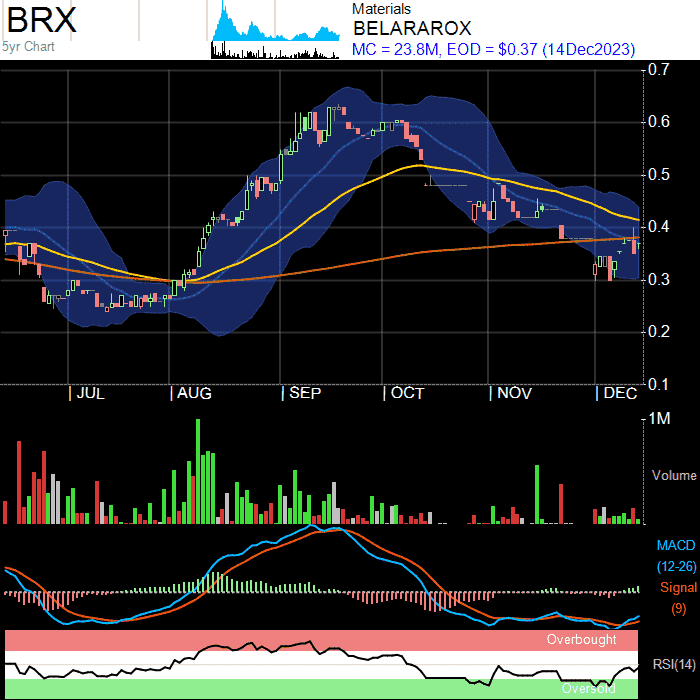 BRX
5yr Chart
Materials
BELARAROX
MC = 23.8M, EOD = $0.37 (14Dec2023)
0.7
0.6
0.5
0.4
0.3
0.2
0.1
JUL AUG SEP OCT NOV DEC
1M
Volume
MACD
(12-26)
Signal
(9)
Overbought
RSI(14)
Oversold